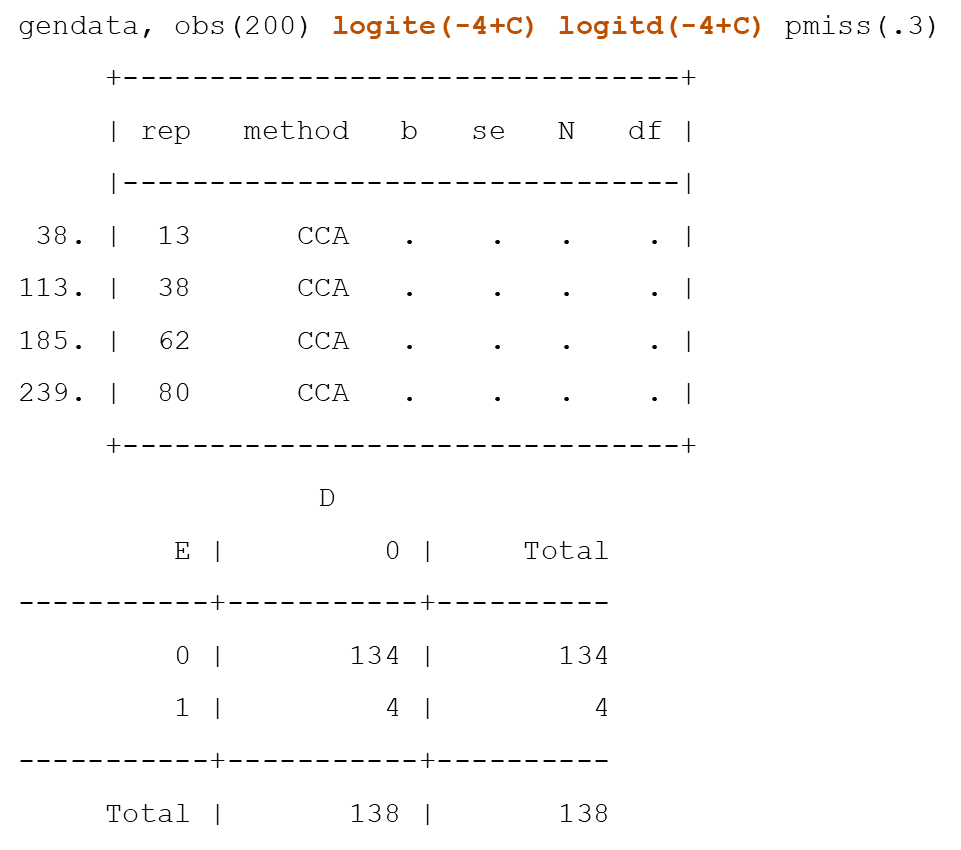 gendata, obs(200) logite(-4+C) logitd(-4+C) pmiss(.3)
+--------------------------------+
| rep method b se N df |
|--------------------------------|
38. | 13 CCA . . . . |
113. | 38 CCA . . . . |
185. | 62 CCA . . . . |
239. | 80 CCA . . . . |
+--------------------------------+
D
E | 0 | Total
-----------+-----------+----------
0 | 134 | 134
1 | 4 | 4
-----------+-----------+----------
Total | 138 | 138